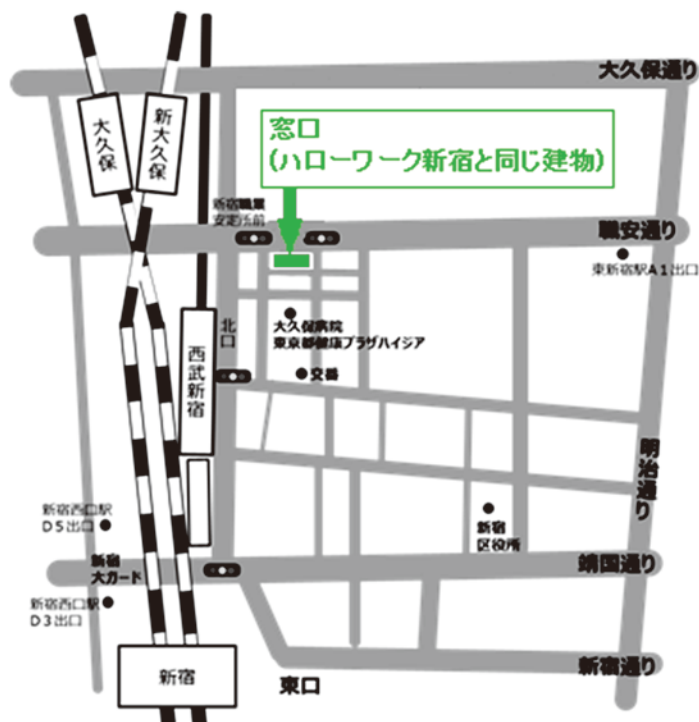 大久保通り
大久保
新大久保
窓口
(ハローワーク新宿と同じ建物)
新宿職業
安定所前
職安通り
東新宿駅A1出口
北口
大久保病院
東京都健康プラザハイジア
西武新宿
交番
明治通り
新宿西口駅
D5出口
新宿
区役所
新宿
大ガード
靖国通り
新宿西口駅
D3出口
新宿
東口
新宿通り